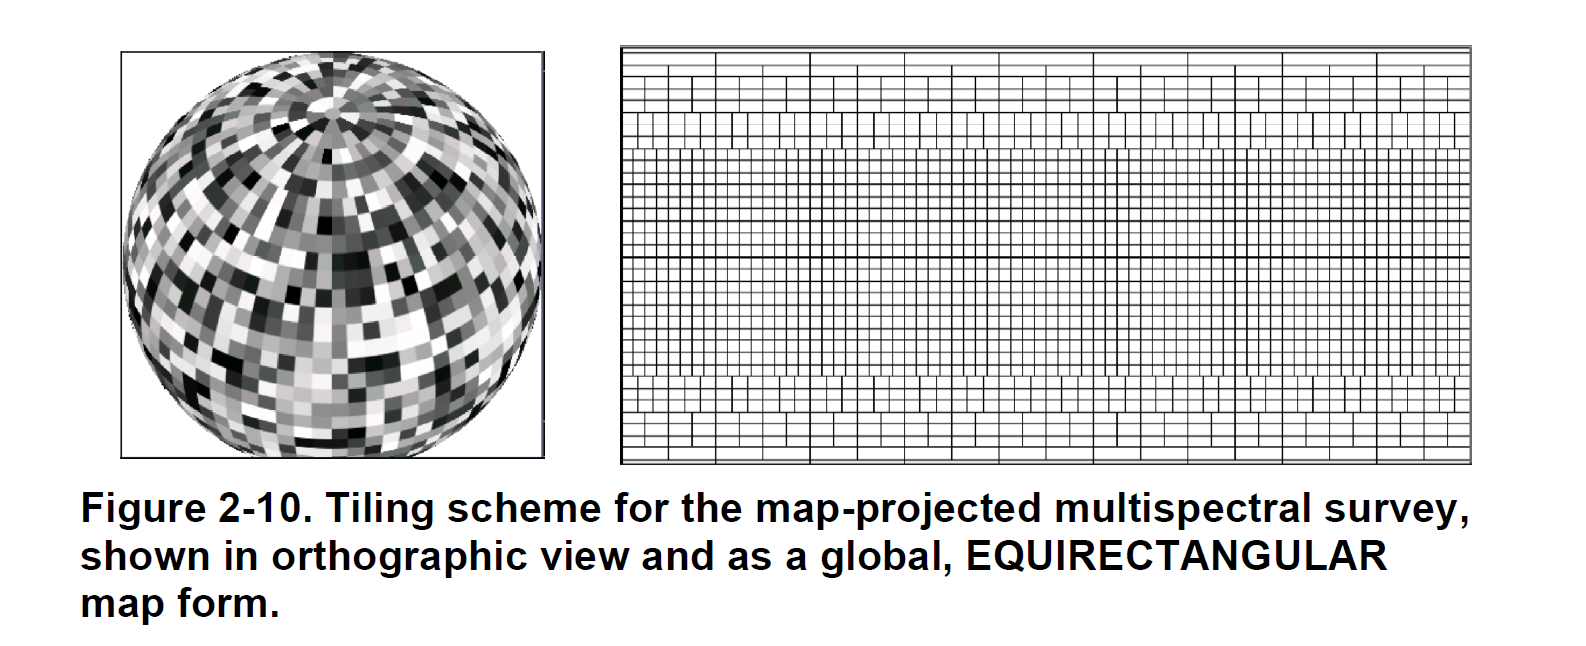 Figure 2-10. Tiling scheme for the map-projected multispectral survey,
shown in orthographic view and as a global, EQUIRECTANGULAR
map form.